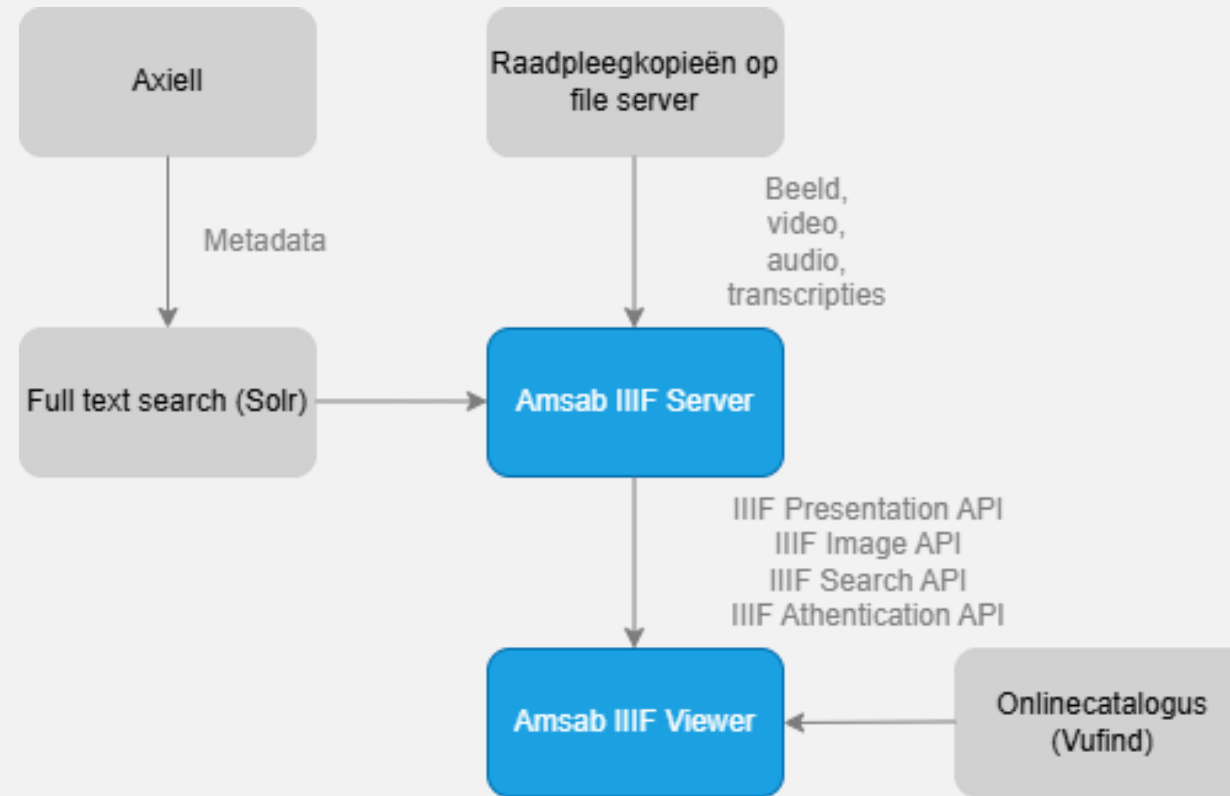 Axiell
Raadpleegkopieën op
file server
Metadata
Beeld,
video,
audio,
transcripties
Full text search (Solr)
Amsab IIIF Server
IIIF Presentation API
IIIF Image API
IIIF Search API
IIIF Athentication API
Amsab IIIF Viewer
Onlinecatalogus
(Vufind)